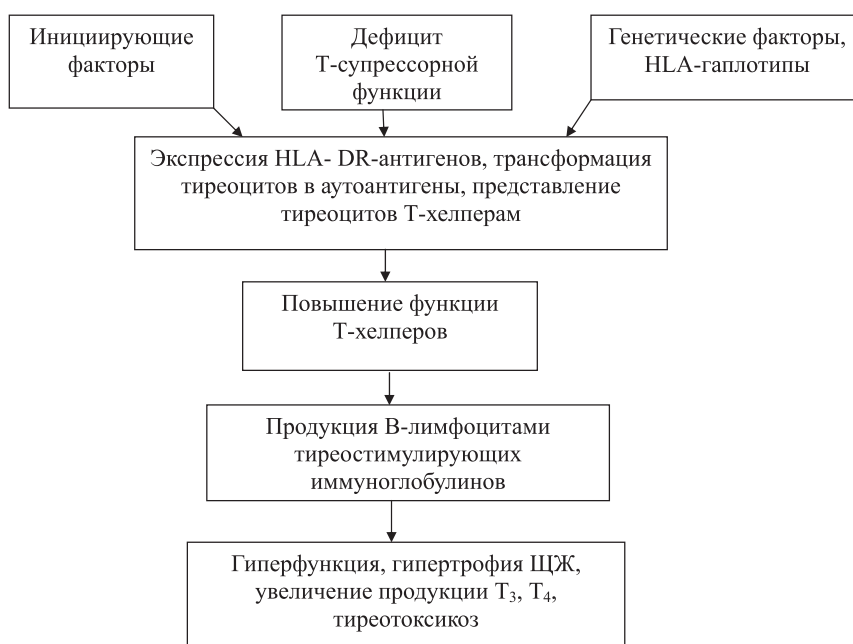 Инициирующие
факторы
Дефицит
Т-супрессорной
функции
Генетические факторы,
HLA-гаплотипы
Экспрессия HLA- DR-антигенов, трансформация
тиреоцитов в аутоантигены, представление
тиреоцитов Т-хелперам
Повышение функции
Т-хелперов
Продукция В-лимфоцитами
тиреостимулирующих
иммуноглобулинов
Гиперфункция, гипертрофия ЩЖ,
увеличение продукции Т₃, Т₄,
тиреотоксикоз